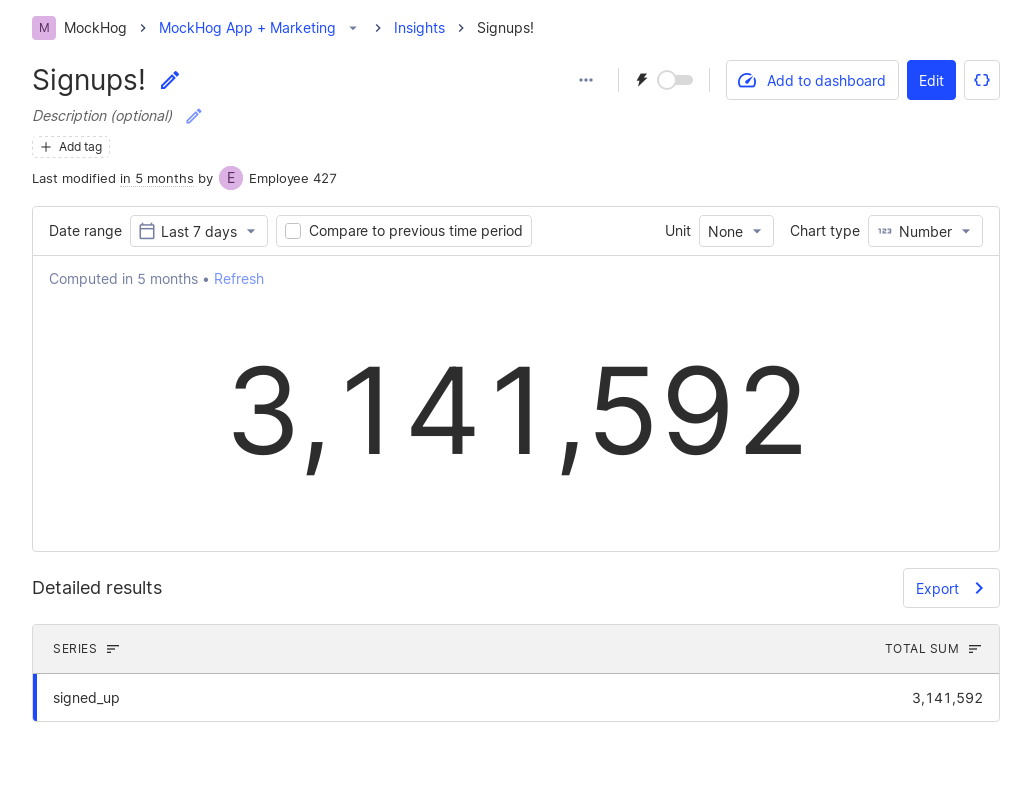 M MockHog > MockHog App + Marketing > Insights > Signups!
Signups!
Add to dashboard Edit {}
Description (optional)
+ Add tag
Last modified in 5 months by E Employee 427
Date range Last 7 days Compare to previous time period Unit None Chart type 123 Number
Computed in 5 months • Refresh
3,141,592
Detailed results Export
SERIES TOTAL SUM
signed_up 3,141,592